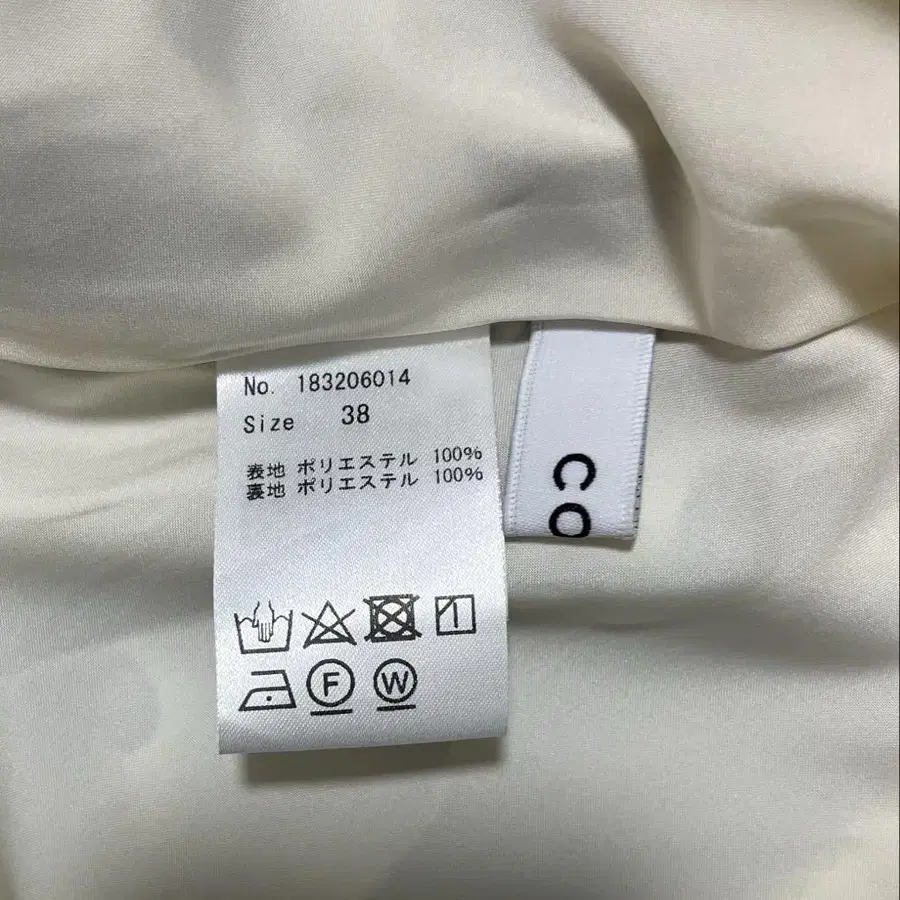 No. 183206014
Size 38
表地 ポリエステル 100%
裏地 ポリエステル 100%
F
W
CO